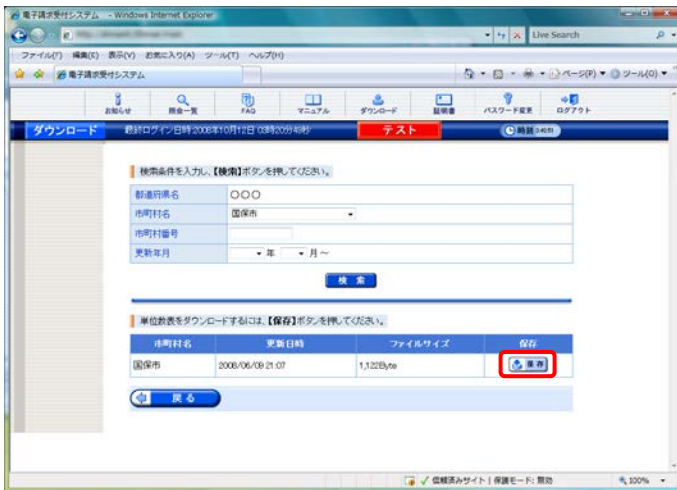 電子請求受付システム - Windows Internet Explorer
Live Search
ファイル(F) 編集(E) 表示(V) お気に入り(A) ツール(T) ヘルプ(H)
電子請求受付システム
ページ(P) ツール(O)
お知らせ 照会一覧 FAQ マニュアル ダウンロード 証明書 パスワード変更 ログアウト
ダウンロード 最終ログイン日時:2008年10月12日 03時20分49秒 テスト 時刻
検索条件を入力し、【検索】ボタンを押してください。
都道府県名 ○○○
市町村名 国保市
市町村番号
更新年月 年 月～
検 索
単位数表をダウンロードするには、【保存】ボタンを押してください。
市町村名 更新日時 ファイルサイズ 保存
国保市 2008/06/09 21:07 1,122Byte 保存
戻る
信頼済みサイト | 保護モード: 無効 100%